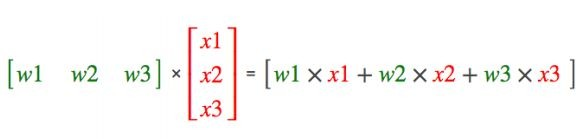 [w1 w2 w3] × [x1 x2 x3] = [w1 × x1 + w2 × x2 + w3 × x3 ]